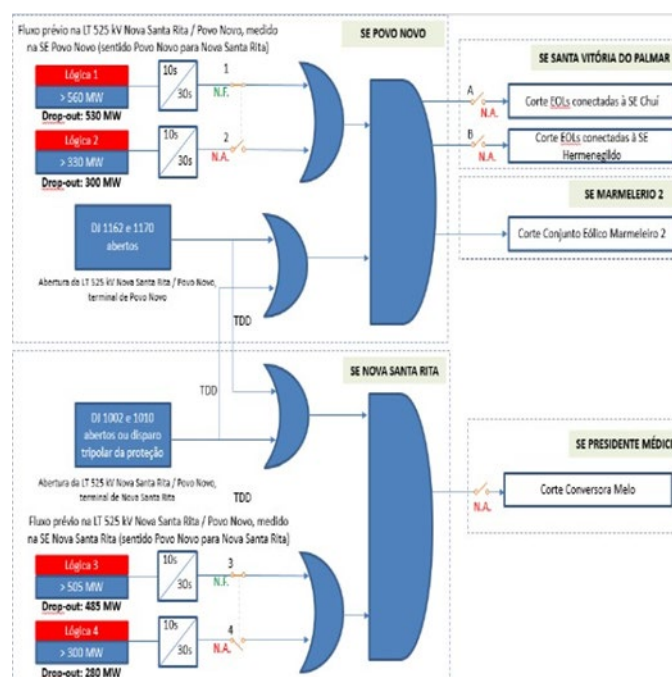 Fluxo prévio na LT 525 kV Nova Santa Rita / Povo Novo, medido
na SE Povo Novo (sentido Povo Novo para Nova Santa Rita)
SE POVO NOVO
Lógica 1
> 560 MW
Drop-out: 530 MW
10s
30s
1
N.F.
Lógica 2
> 330 MW
Drop-out: 300 MW
10s
30s
2
N.A.
DJ 1162 e 1170
abertos
Abertura da LT 525 kV Nova Santa Rita / Povo Novo,
terminal de Povo Novo
TDD
SE SANTA VITÓRIA DO PALMAR
A
N.A.
Corte EOLs conectadas à SE Chuí
B
N.A.
Corte EOLs conectadas à SE
Hermenegildo
SE MARMELERIO 2
Corte Conjunto Eólico Marmeleiro 2
SE NOVA SANTA RITA
TDD
DJ 1002 e 1010
abertos ou disparo
tripolar da proteção
Abertura da LT 525 kV Nova Santa Rita / Povo Novo,
terminal de Nova Santa Rita
TDD
Fluxo prévio na LT 525 kV Nova Santa Rita / Povo Novo, medido
na SE Nova Santa Rita (sentido Povo Novo para Nova Santa Rita)
Lógica 3
> 505 MW
Drop-out: 485 MW
10s
30s
3
N.F.
Lógica 4
> 300 MW
Drop-out: 280 MW
10s
30s
4
N.A.
SE PRESIDENTE MÉDIC
N.A.
Corte Conversora Melo